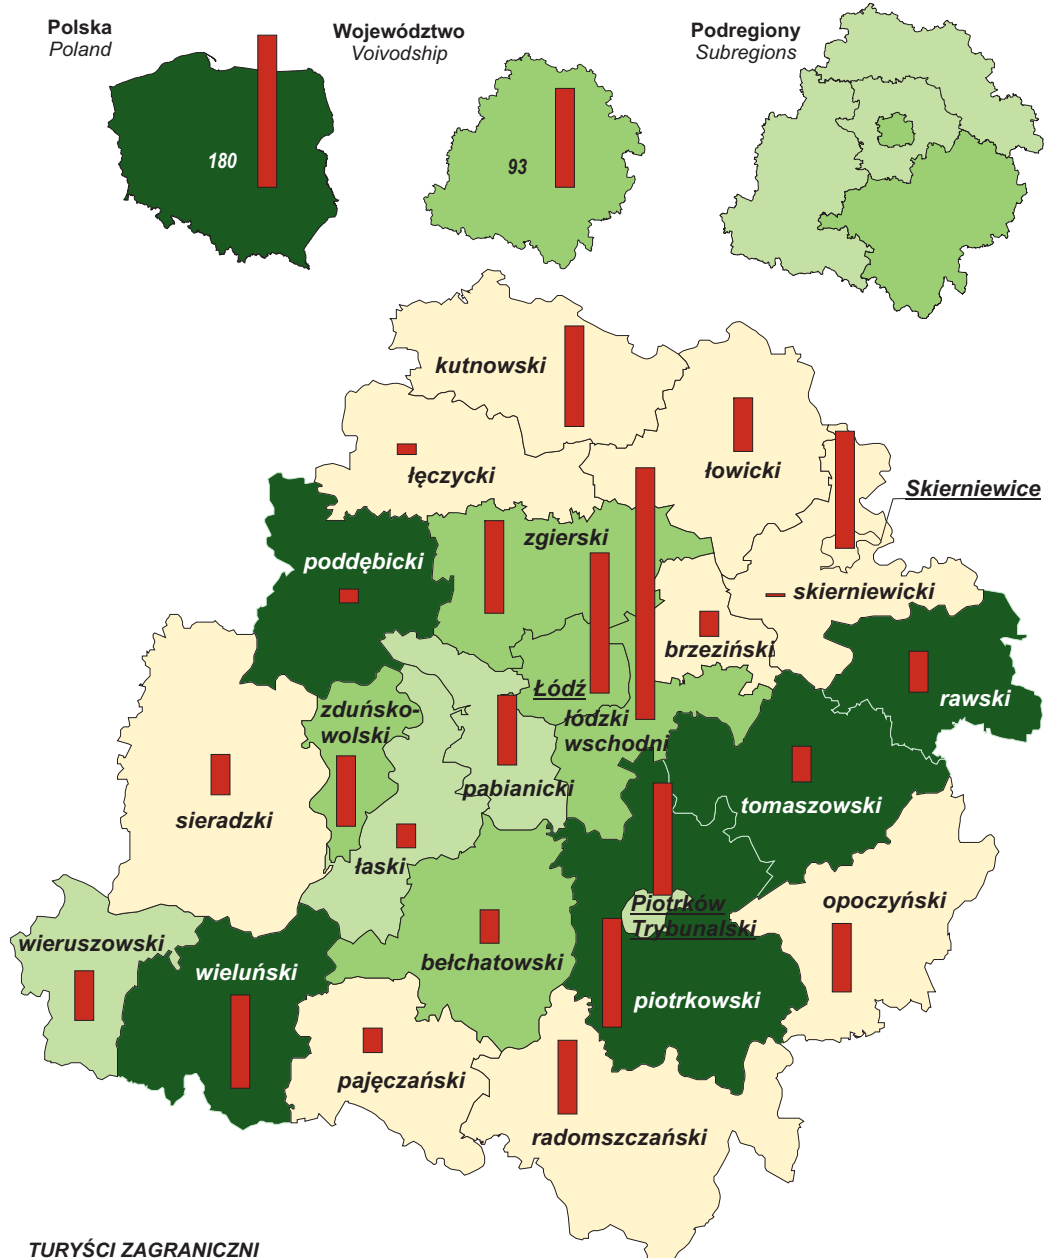 Polska
Poland
180
Województwo
Voivodship
93
Podregiony
Subregions
kutnowski
łęczycki
łowicki
Skierniewice
zgierski
poddębicki
skierniewicki
brzeziński
rawski
Łódź
łódzki
wschodni
zduńsko-
wolski
pabianicki
tomaszowski
sieradzki
łaski
Piotrków
Trybunalski
opoczyński
wieruszowski
wieluński
bełchatowski
piotrkowski
pajęczański
radomszczański
TURYŚCI ZAGRANICZNI